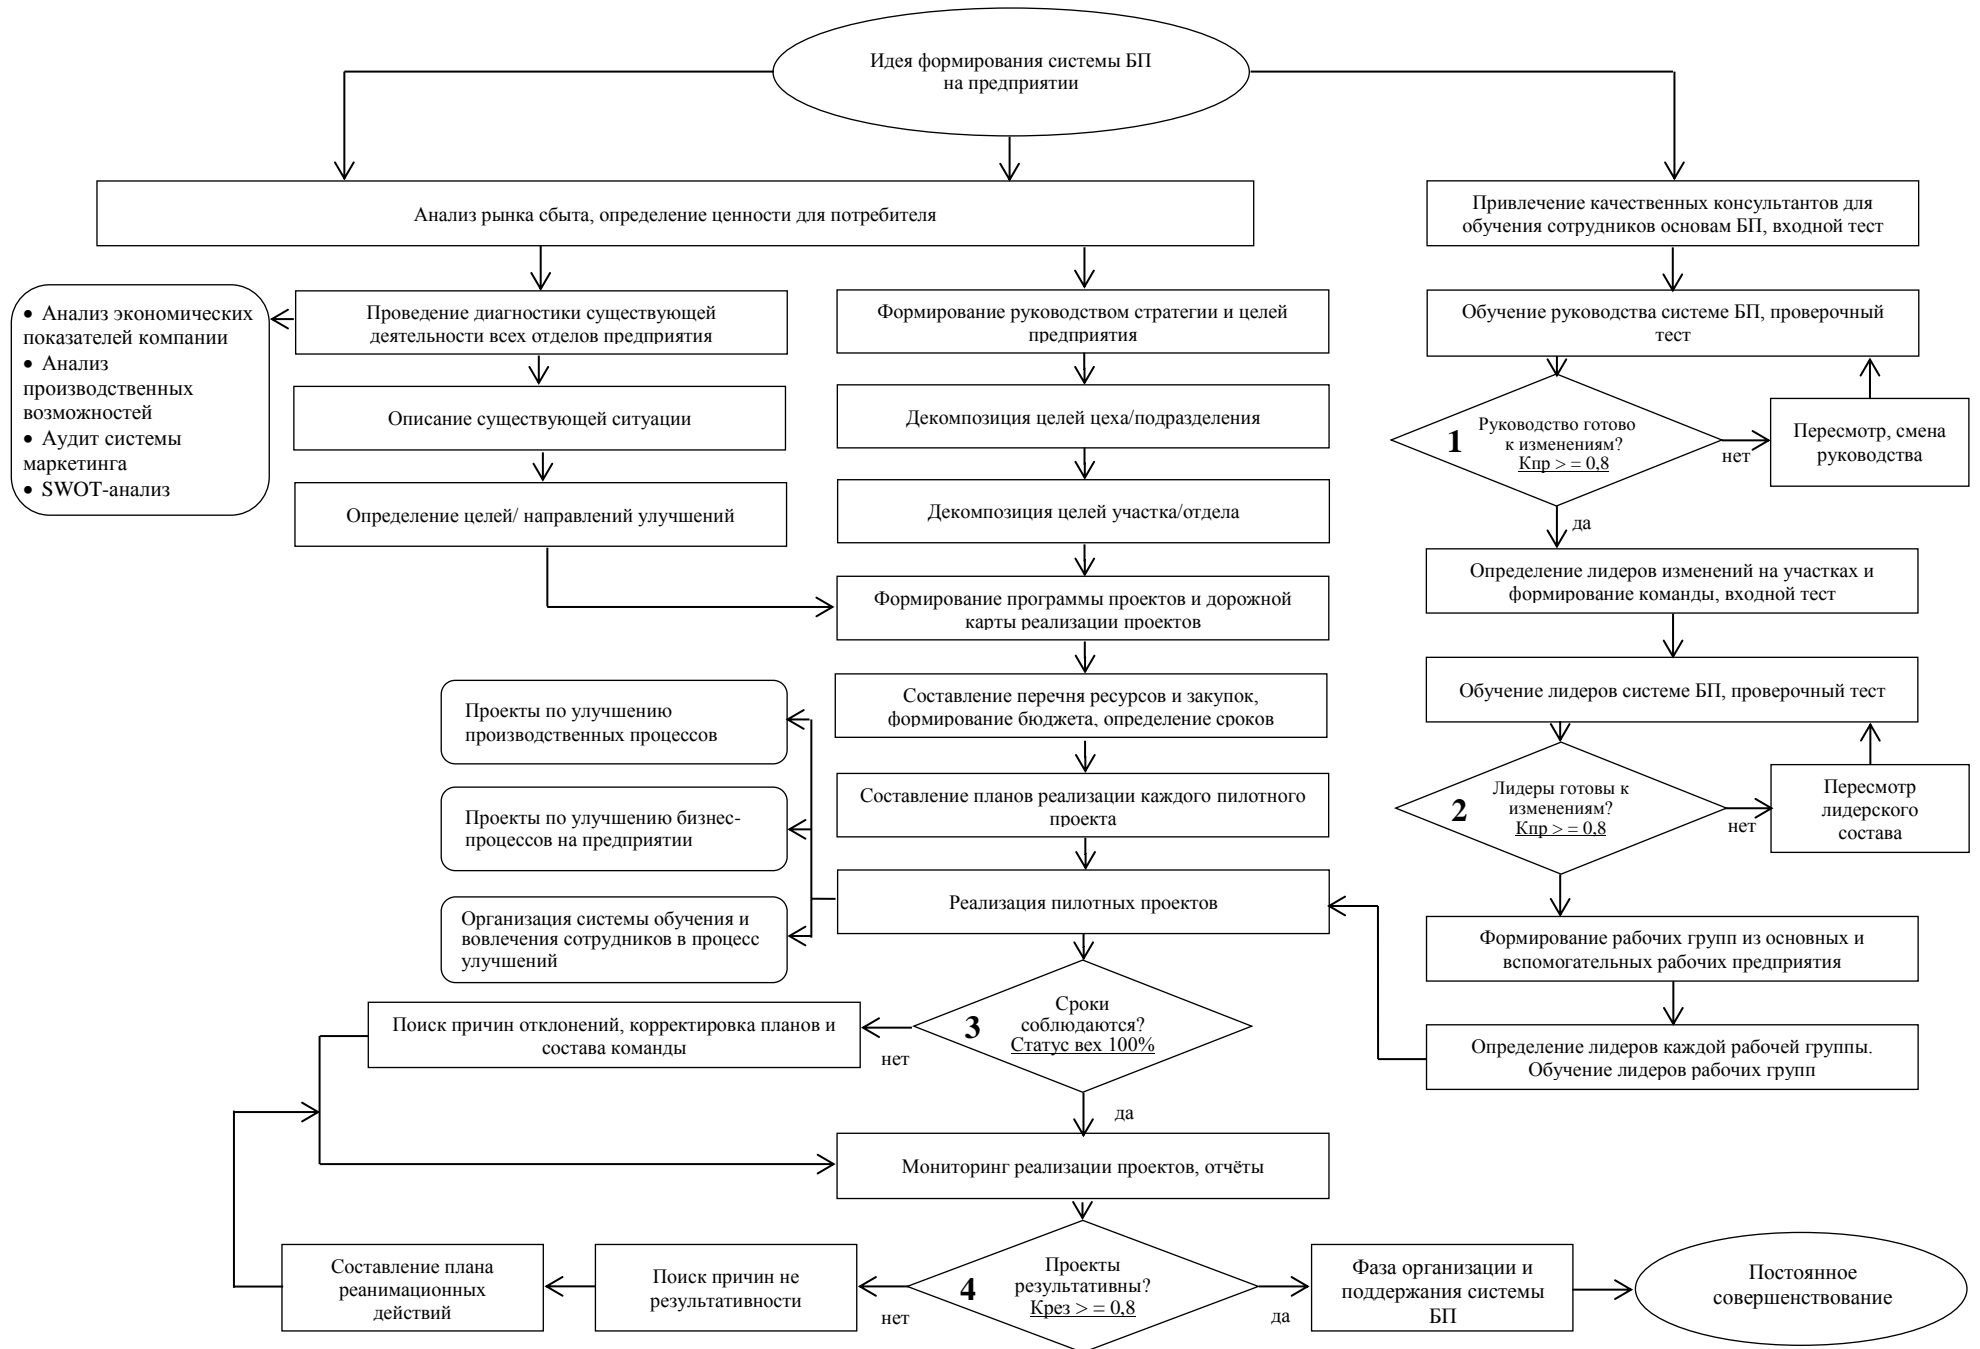 Идея формирования системы БП
на предприятии
Анализ рынка сбыта, определение ценности для потребителя
Привлечение качественных консультантов для
обучения сотрудников основам БП, входной тест
• Анализ экономических
показателей компании
• Анализ
производственных
возможностей
• Аудит системы
маркетинга
• SWOT-анализ
Проведение диагностики существующей
деятельности всех отделов предприятия
Формирование руководством стратегии и целей
предприятия
Обучение руководства системе БП, проверочный
тест
Описание существующей ситуации
Декомпозиция целей цеха/подразделения
1
Руководство готово
к изменениям?
Кпр > = 0,8
нет
Пересмотр, смена
руководства
да
Определение целей/ направлений улучшений
Декомпозиция целей участка/отдела
Формирование программы проектов и дорожной
карты реализации проектов
Определение лидеров изменений на участках и
формирование команды, входной тест
Составление перечня ресурсов и закупок,
формирование бюджета, определение сроков
Обучение лидеров системе БП, проверочный тест
Проекты по улучшению
производственных процессов
Проекты по улучшению бизнес-
процессов на предприятии
Организация системы обучения и
вовлечения сотрудников в процесс
улучшений
Составление планов реализации каждого пилотного
проекта
2
Лидеры готовы к
изменениям?
Кпр > = 0,8
нет
Пересмотр
лидерского
состава
Реализация пилотных проектов
Формирование рабочих групп из основных и
вспомогательных рабочих предприятия
Определение лидеров каждой рабочей группы.
Обучение лидеров рабочих групп
3
Сроки
соблюдаются?
Статус вех 100%
нет
Поиск причин отклонений, корректировка планов и
состава команды
да
Мониторинг реализации проектов, отчёты
4
Проекты
результативны?
Крез > = 0,8
нет
да
Поиск причин не
результативности
Составление плана
реанимационных
действий
Фаза организации и
поддержания системы
БП
Постоянное
совершенствование